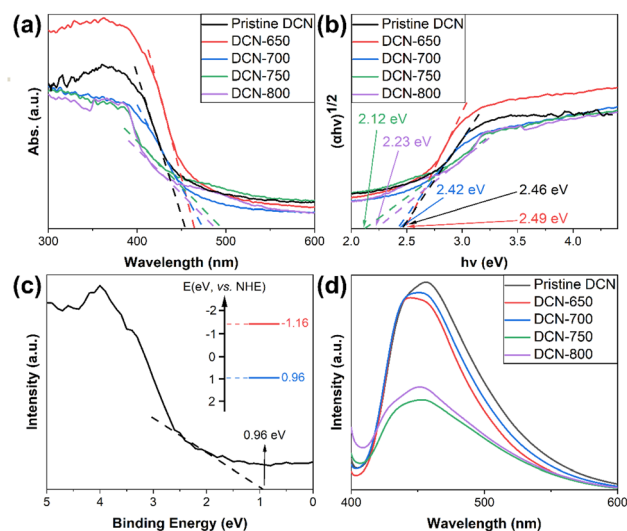 (a)
Pristine DCN
DCN-650
DCN-700
DCN-750
DCN-800
Abs. (a.u.)
300
400
500
600
Wavelength (nm)
(b)
Pristine DCN
DCN-650
DCN-700
DCN-750
DCN-800
(αhv)1/2
2.12 eV
2.23 eV
2.42 eV
2.46 eV
2.49 eV
2.0
2.5
3.0
3.5
4.0
hv (eV)
(c)
E(eV, vs. NHE)
-2
-1
0
0
1
2
-1.16
0.96
0.96 eV
Intensity (a.u.)
5
4
3
2
1
0
Binding Energy (eV)
(d)
Pristine DCN
DCN-650
DCN-700
DCN-750
DCN-800
Intensity (a.u.)
400
500
600
Wavelength (nm)